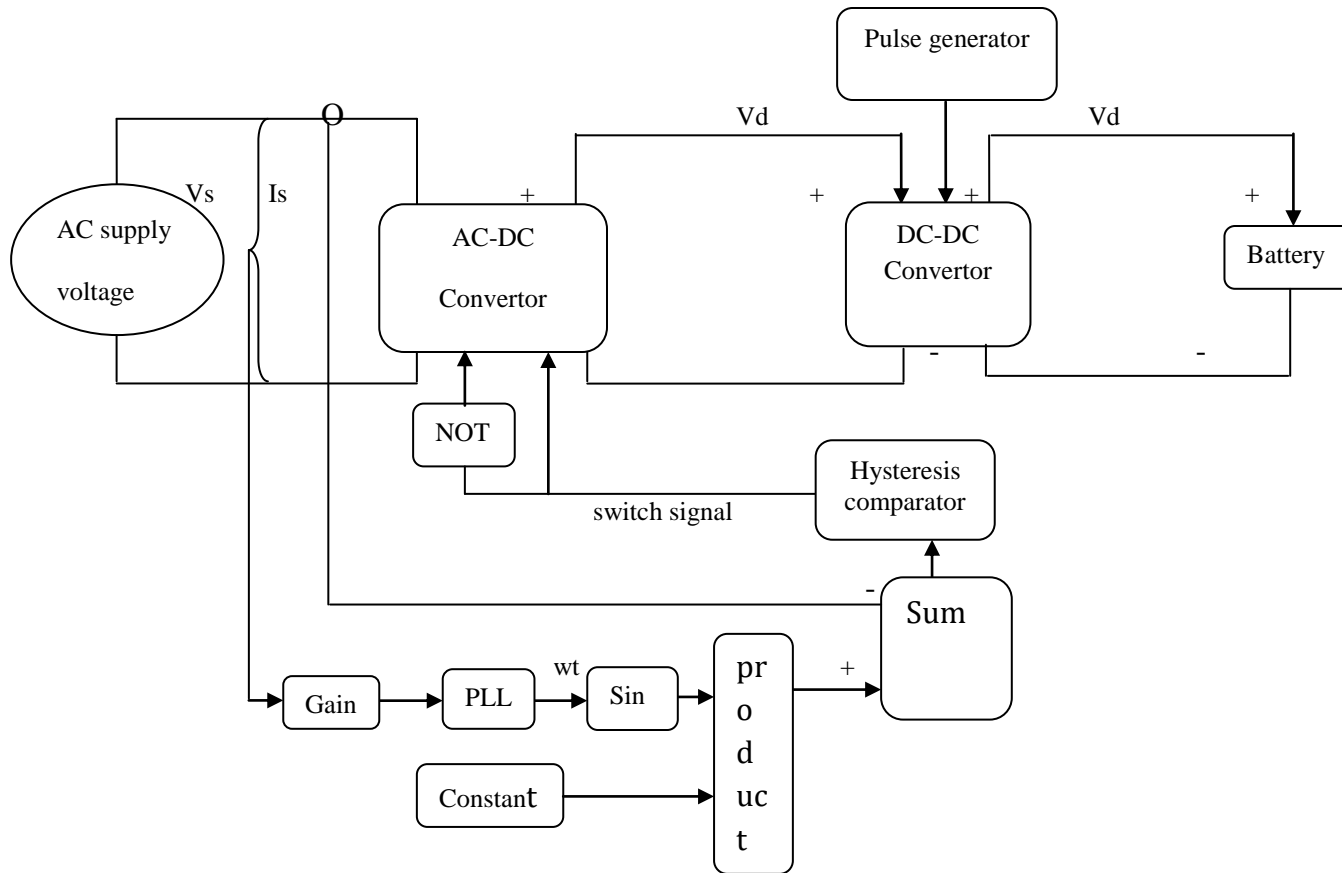 Pulse generator
O
Vd
Vd
Vs
Is
+
+
+
+
AC supply
voltage
AC-DC
Convertor
DC-DC
Convertor
Battery
-
-
NOT
Hysteresis
comparator
switch signal
-
Sum
wt
+
Gain
PLL
Sin
pr
o
d
uc
t
Constant